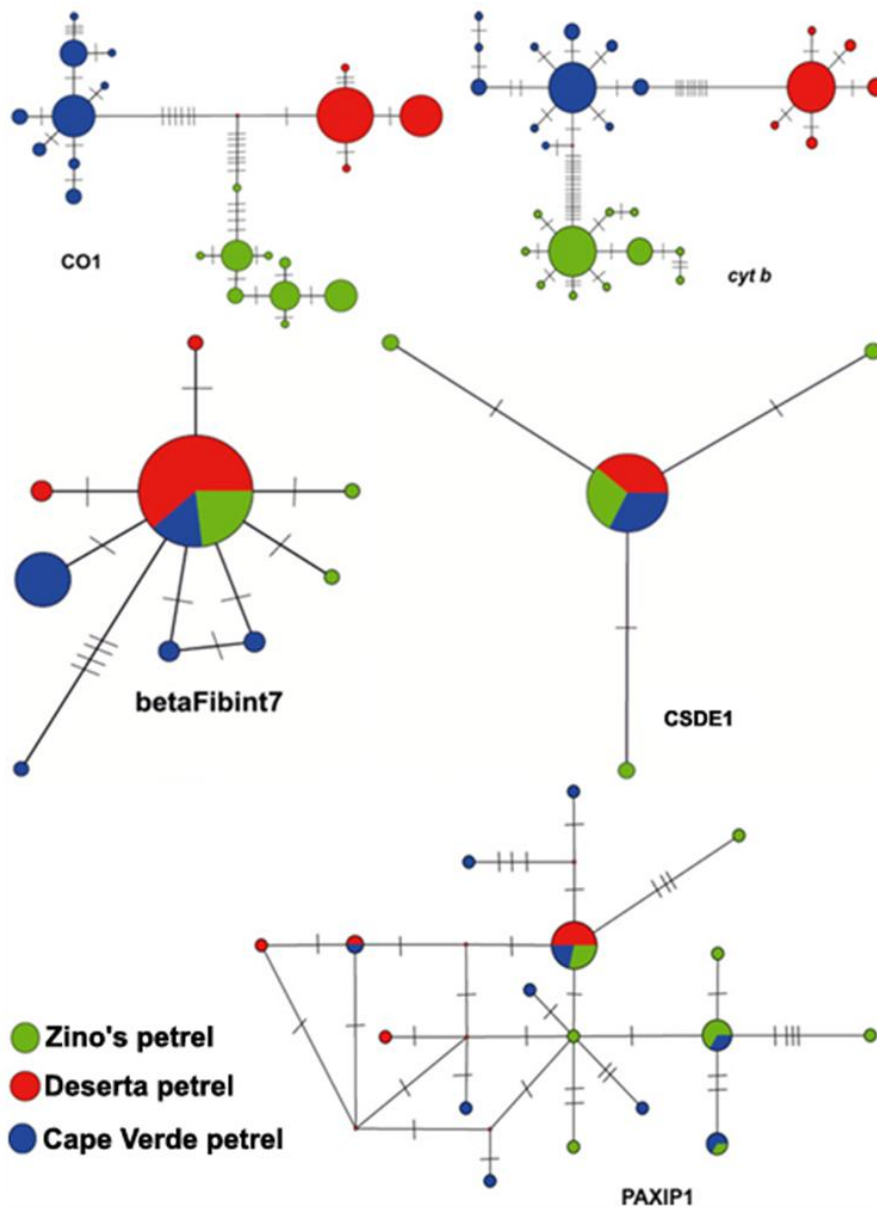 CO1
cyt b
betaFibint7
CSDE1
Zino's petrel
Deserta petrel
Cape Verde petrel
PAXIP1